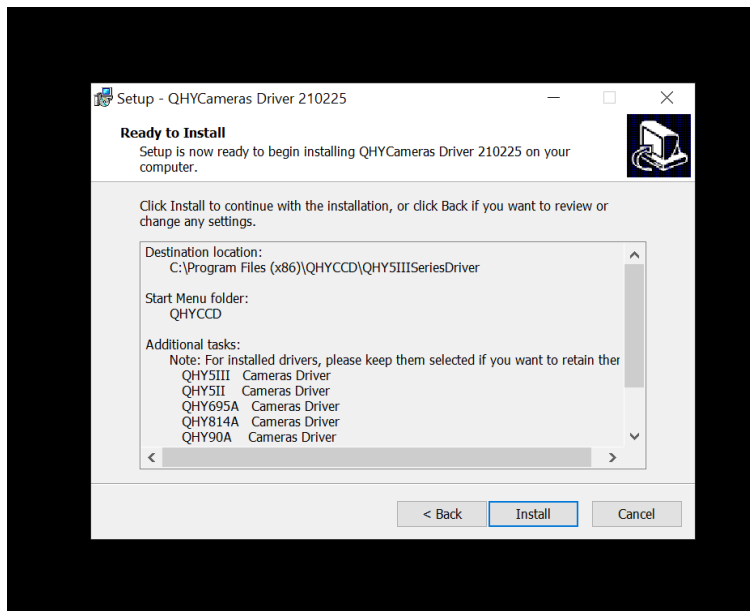 Setup - QHYCameras Driver 210225
Ready to Install
Setup is now ready to begin installing QHYCameras Driver 210225 on your
computer.
Click Install to continue with the installation, or click Back if you want to review or
change any settings.
Destination location:
C:\Program Files (x86)\QHYCCD\QHY5IIISeriesDriver
Start Menu folder:
QHYCCD
Additional tasks:
Note: For installed drivers, please keep them selected if you want to retain ther
QHY5III Cameras Driver
QHY5II Cameras Driver
QHY695A Cameras Driver
QHY814A Cameras Driver
QHY90A Cameras Driver
< Back Install Cancel